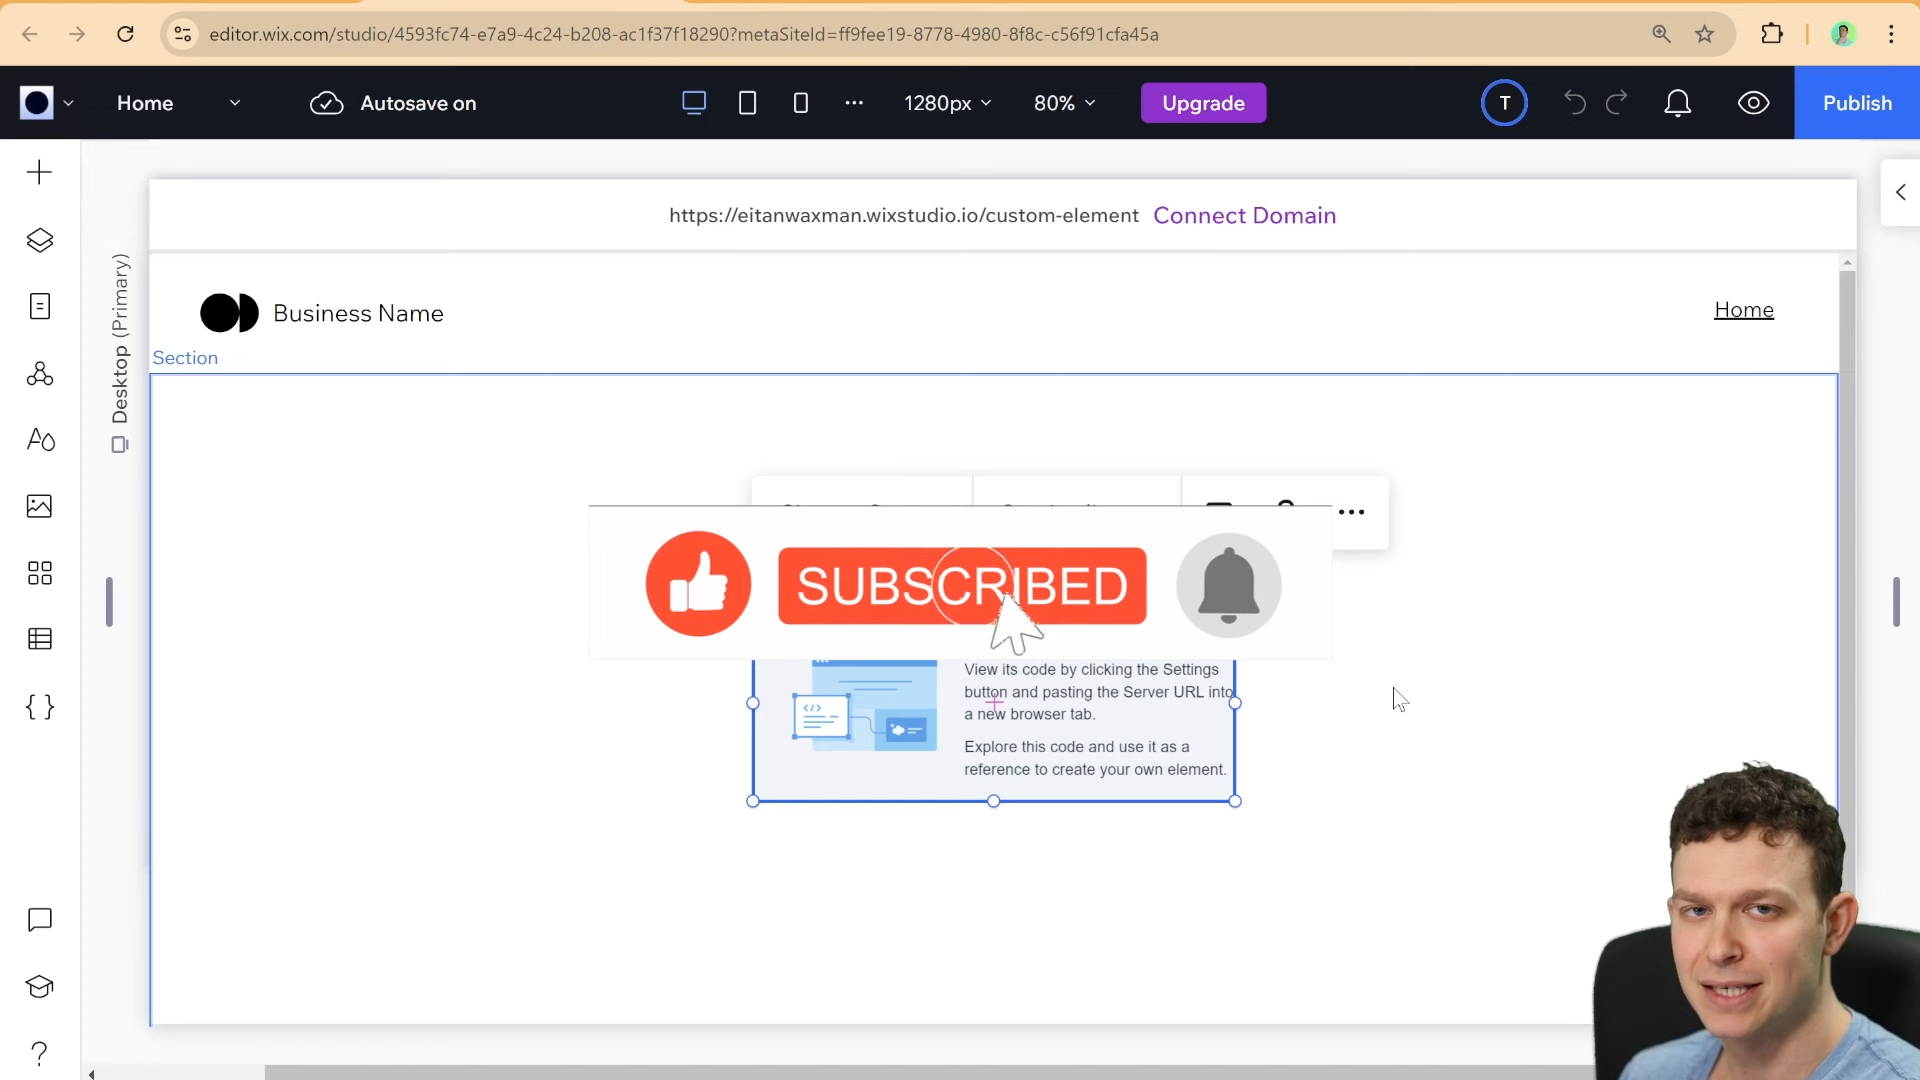 editor.wix.com/studio/4593fc74-e7a9-4c24-b208-ac1f37f18290?metaSiteId=ff9fee19-8778-4980-8f8c-c56f91cfa45a
Home
Autosave on
1280px
80%
Upgrade
T
Publish
https://eitanwaxman.wixstudio.io/custom-element Connect Domain
Desktop (Primary)
Business Name
Home
Section
SUBSCRIBED
View its code by clicking the Settings
button and pasting the Server URL into
a new browser tab.
Explore this code and use it as a
reference to create your own element.